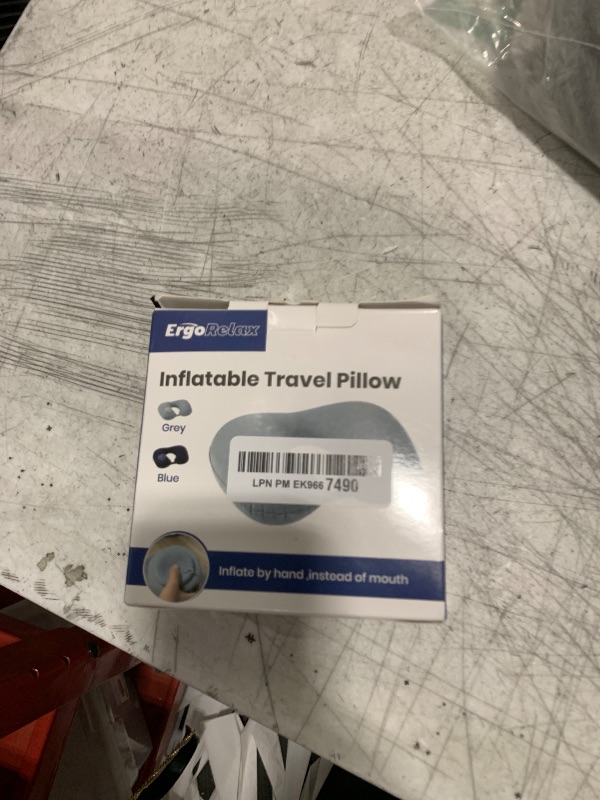 ErgoRelax
Inflatable Travel Pillow
Grey
Blue
LPN PM EK966 7490
Inflate by hand ,instead of mouth